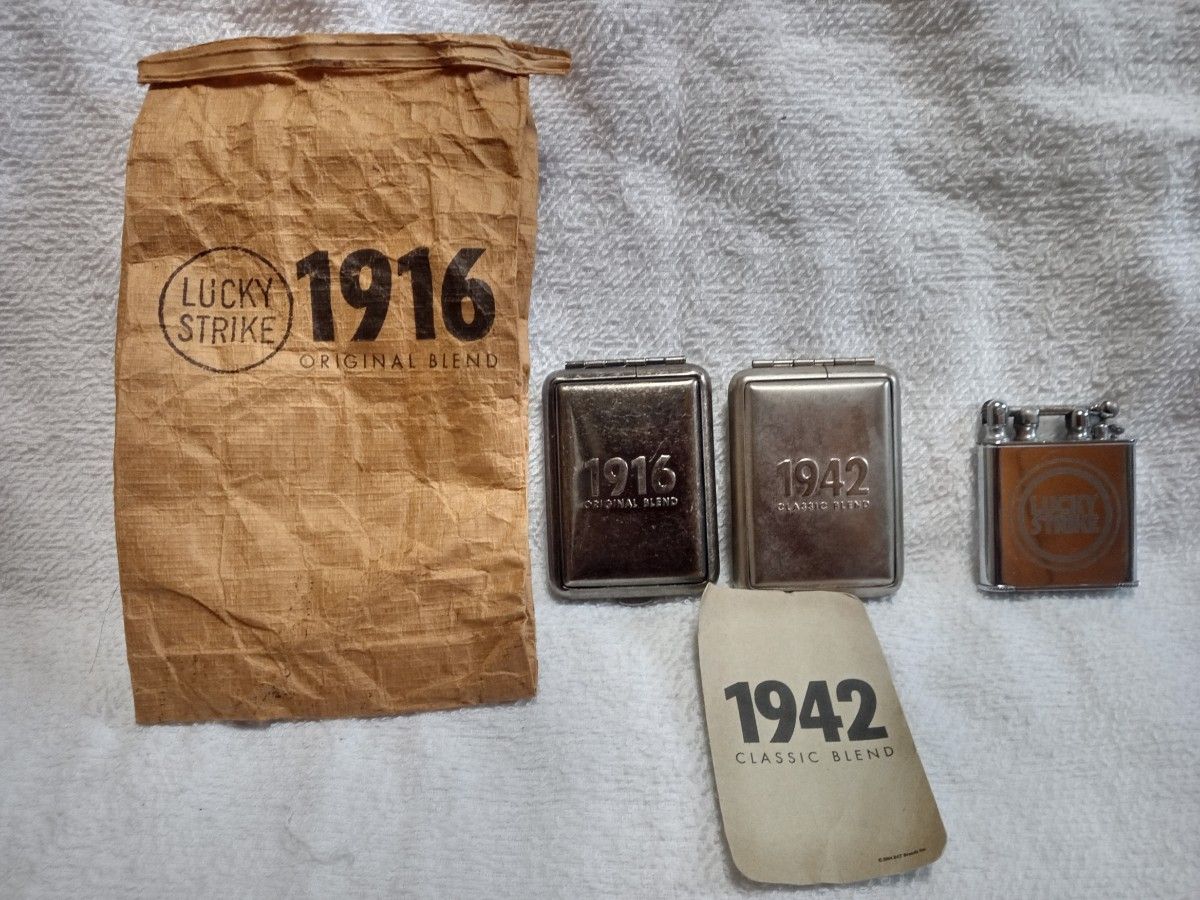 LUCKY
STRIKE
1916
ORIGINAL BLEND
1916
ORIGINAL BLEND
1942
CLASSIC BLEND
LUCKY
STRIKE
1942
CLASSIC BLEND